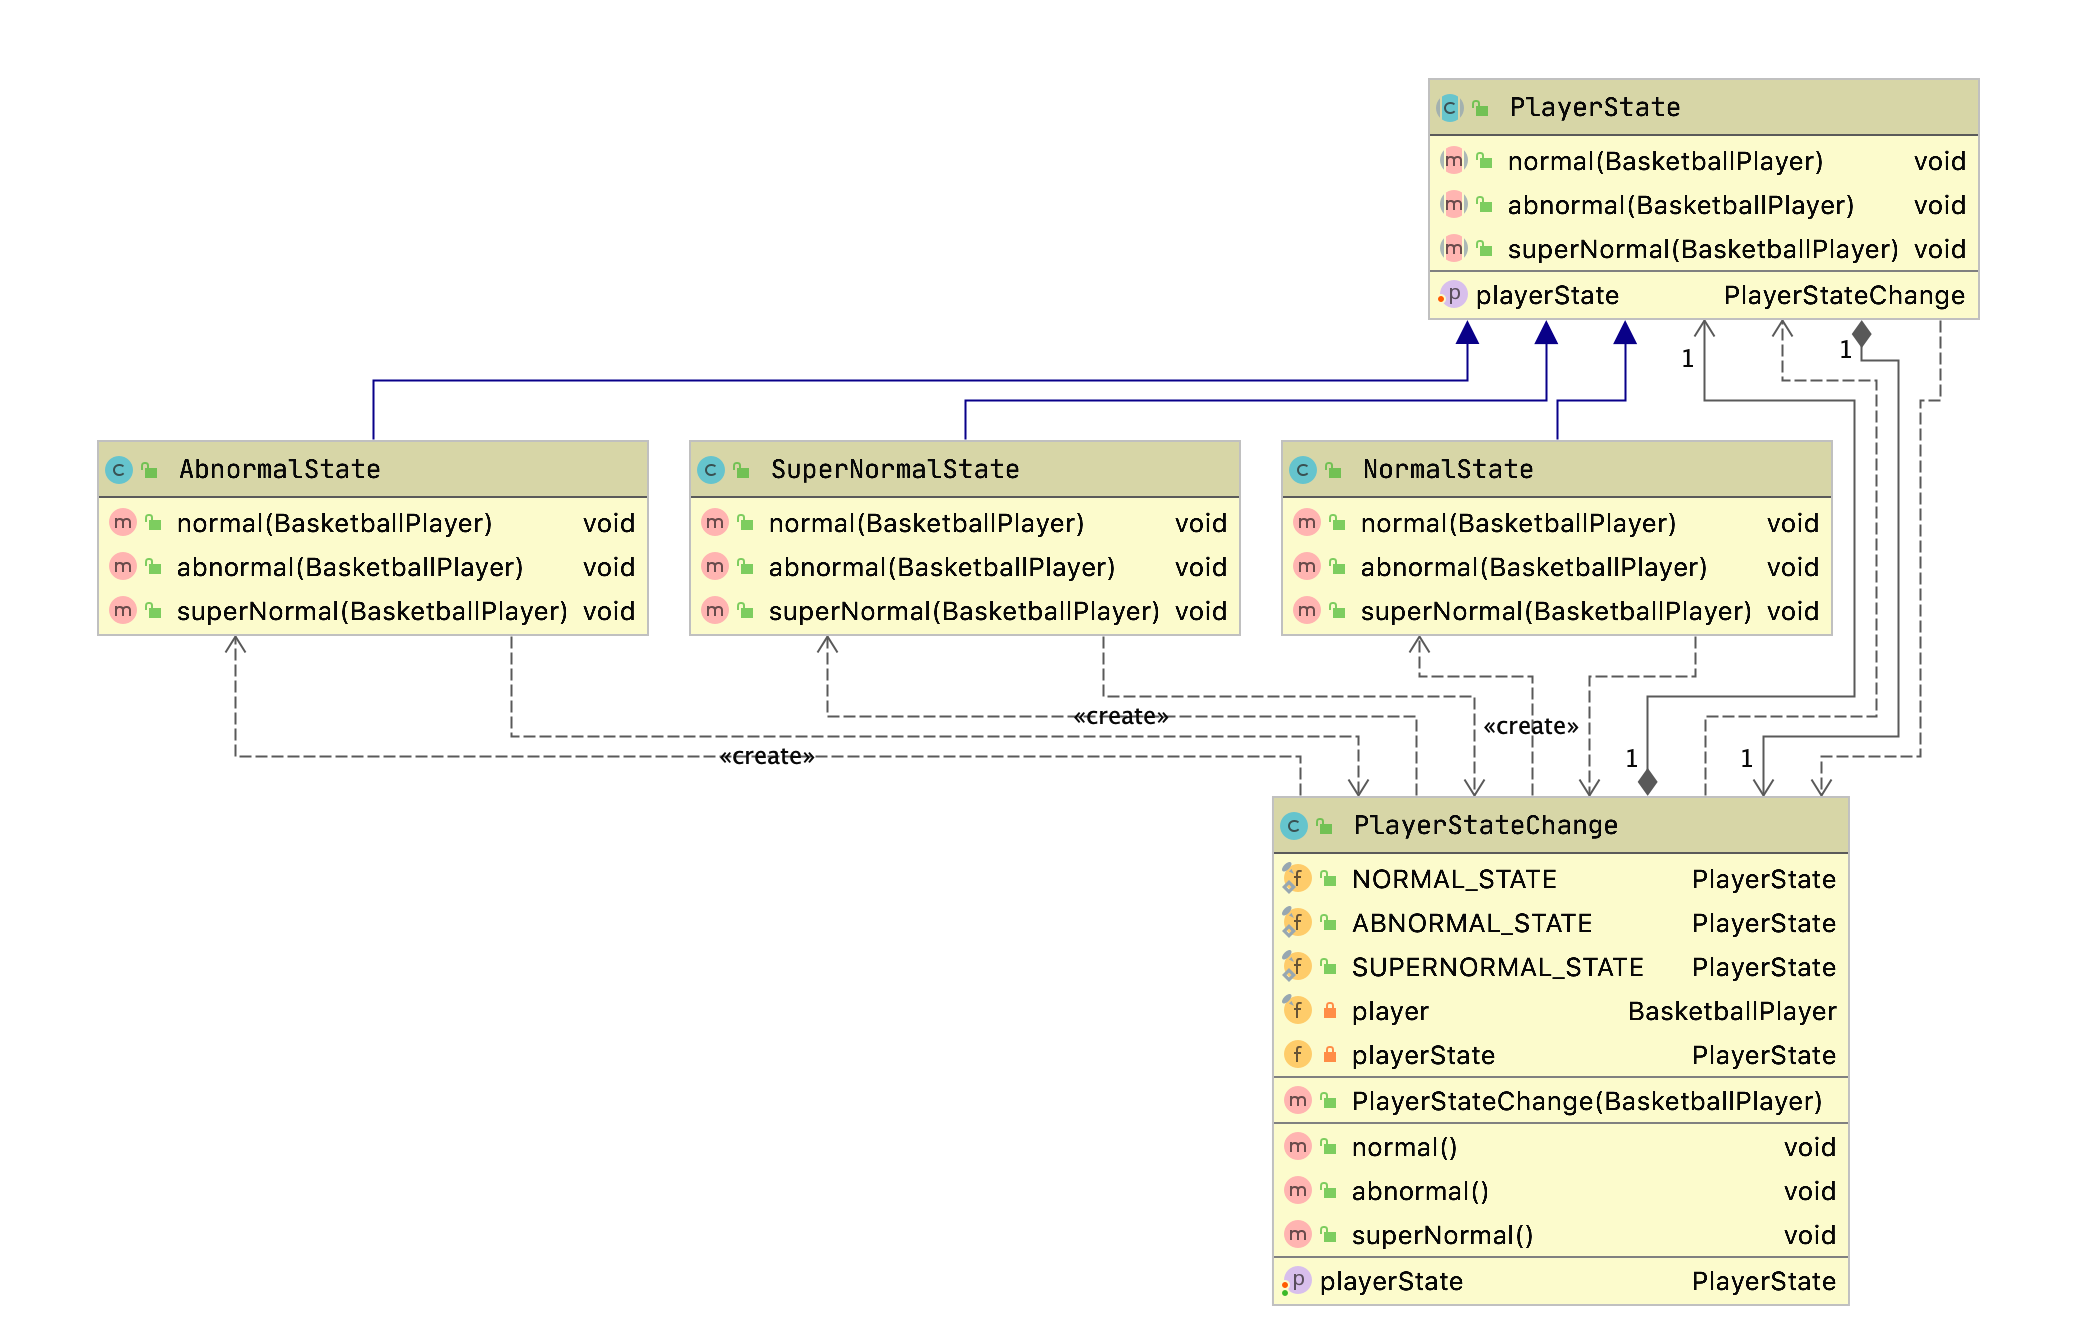 PlayerState
normal(BasketballPlayer) void
abnormal(BasketballPlayer) void
superNormal(BasketballPlayer) void
playerState PlayerStateChange
1 1
AbnormalState
normal(BasketballPlayer) void
abnormal(BasketballPlayer) void
superNormal(BasketballPlayer) void
SuperNormalState
normal(BasketballPlayer) void
abnormal(BasketballPlayer) void
superNormal(BasketballPlayer) void
NormalState
normal(BasketballPlayer) void
abnormal(BasketballPlayer) void
superNormal(BasketballPlayer) void
«create»
«create»
«create»
1 1
PlayerStateChange
NORMAL_STATE PlayerState
ABNORMAL_STATE PlayerState
SUPERNORMAL_STATE PlayerState
player BasketballPlayer
playerState PlayerState
PlayerStateChange(BasketballPlayer)
normal() void
abnormal() void
superNormal() void
playerState PlayerState